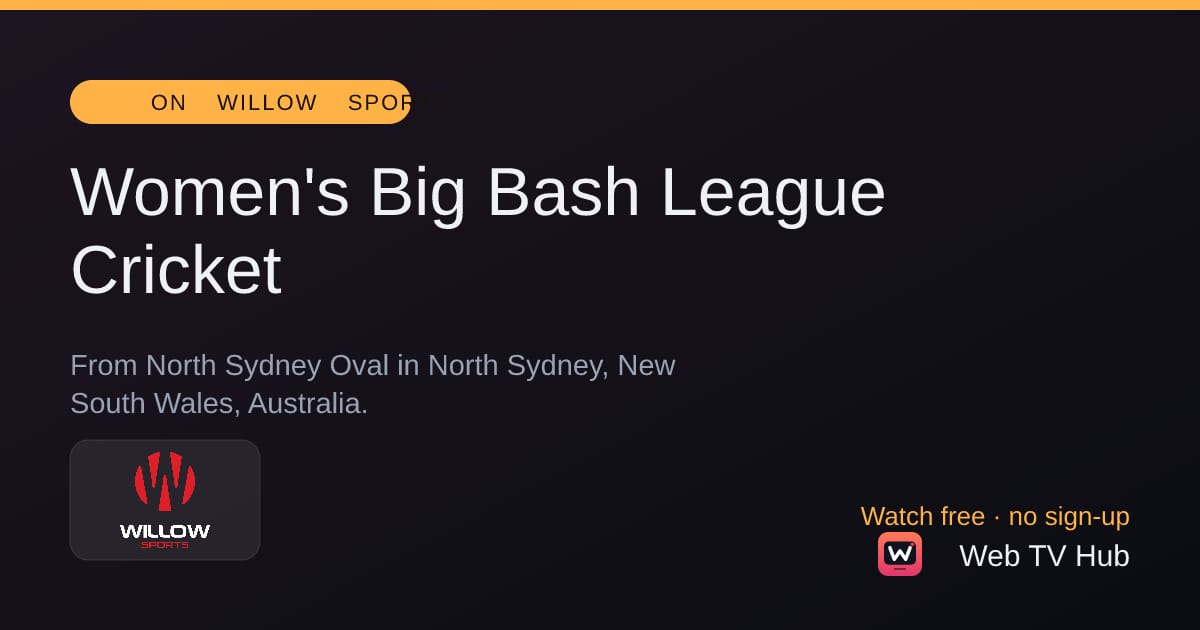 ON WILLOW SPORTS
Women's Big Bash League
Cricket
From North Sydney Oval in North Sydney, New
South Wales, Australia.
WILLOW
SPORTS
Watch free · no sign-up
W Web TV Hub